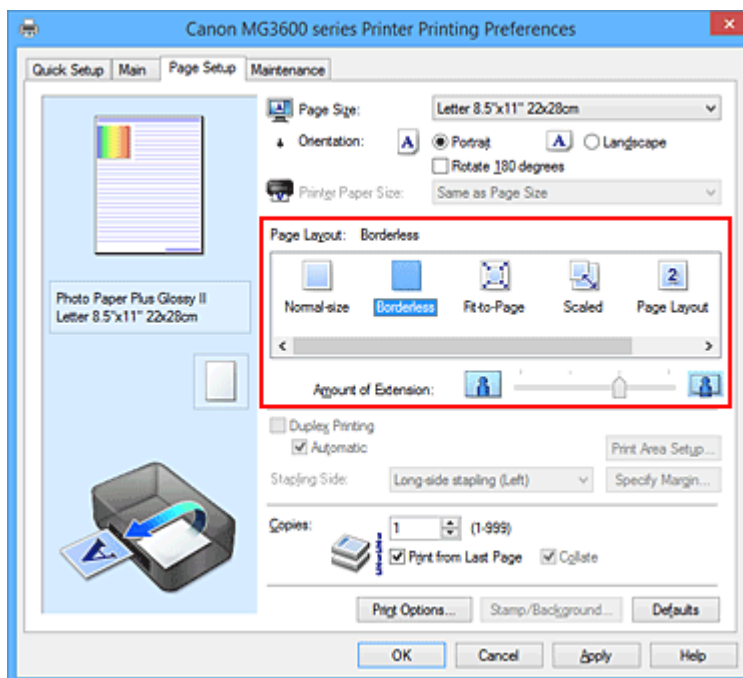 Canon MG3600 series Printer Printing Preferences
Quick Setup Main Page Setup Maintenance
Page Size: Letter 8.5"x11" 22x28cm
Orientation: A Portrait A Landscape
Rotate 180 degrees
Printer Paper Size: Same as Page Size
Page Layout: Borderless
2
Normal-size Borderless Fit-to-Page Scaled Page Layout
Photo Paper Plus Glossy II
Letter 8.5"x11" 22x28cm
Amount of Extension:
Duplex Printing
Automatic Print Area Setup...
Stapling Side: Long-side stapling (Left) Specify Margin...
Copies: 1 (1-999)
Print from Last Page Collate
A
Print Options... Stamp/Background... Defaults
OK Cancel Apply Help